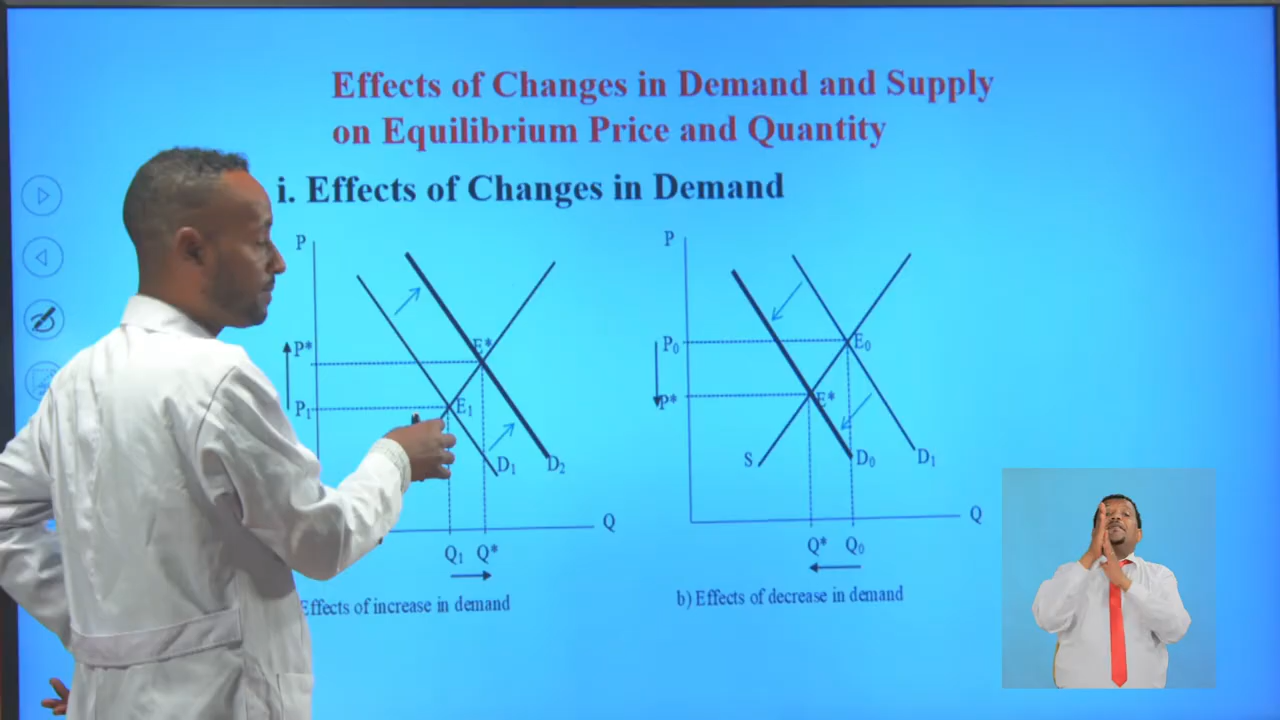 Effects of Changes in Demand and Supply
on Equilibrium Price and Quantity
i. Effects of Changes in Demand
P
P*
P₁
E*
E₁
D₁
D₂
Q
Q₁ Q*
Effects of increase in demand
P
P₀
P*
E₀
E*
S
D₀
D₁
Q
Q* Q₀
b) Effects of decrease in demand